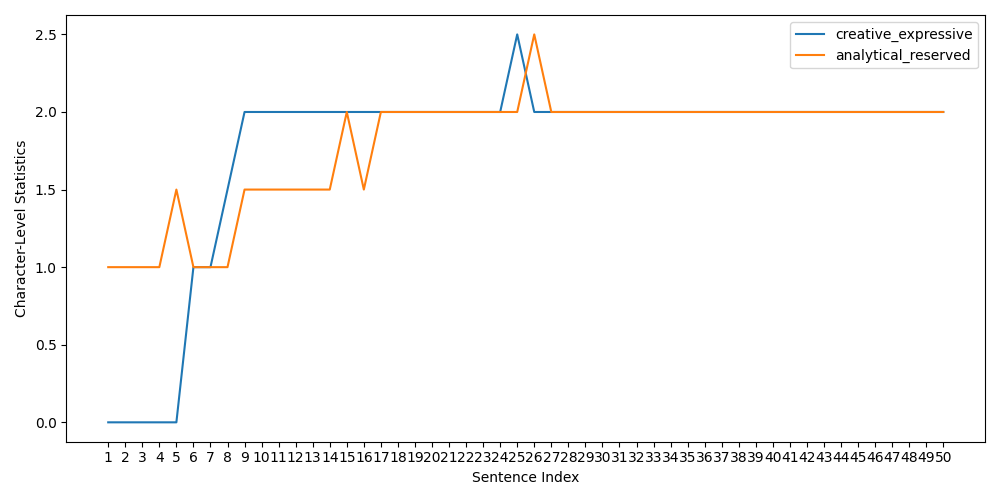 creative_expressive
analytical_reserved
2.5
2.0
1.5
1.0
0.5
0.0
Character-Level Statistics
1 2 3 4 5 6 7 8 9 10 11 12 13 14 15 16 17 18 19 20 21 22 23 24 25 26 27 28 29 30 31 32 33 34 35 36 37 38 39 40 41 42 43 44 45 46 47 48 49 50
Sentence Index